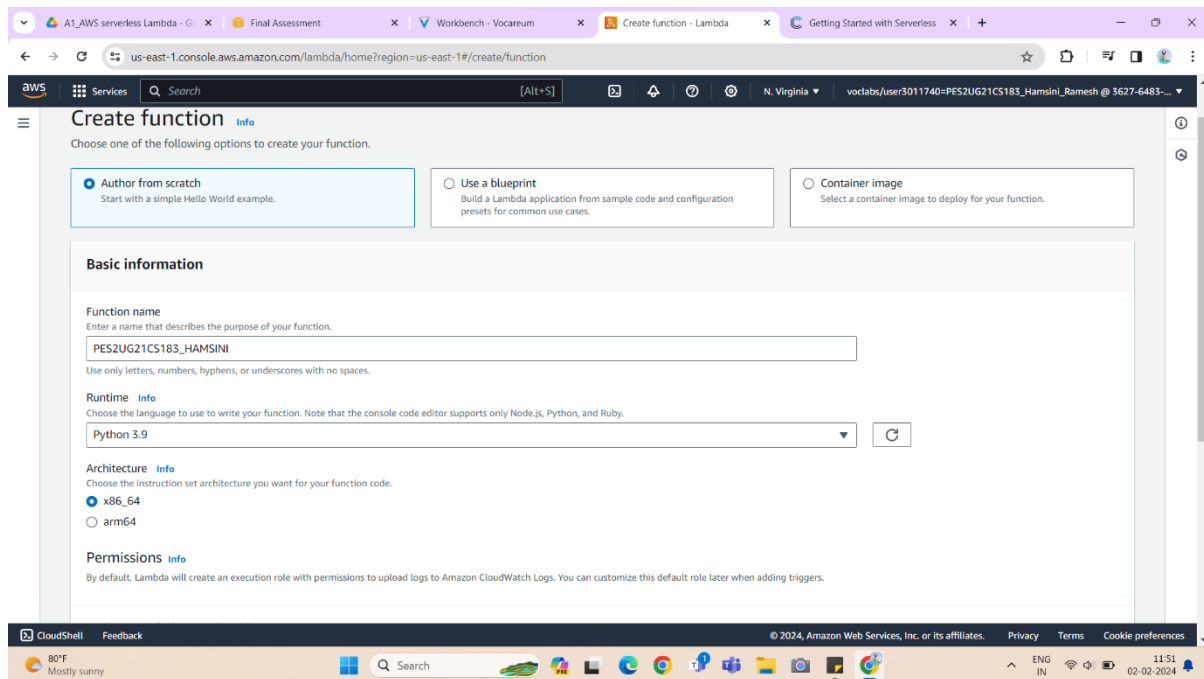 A1_AWS serverless Lambda - G
Final Assessment
Workbench - Vocareum
Create function - Lambda
Getting Started with Serverless
us-east-1.console.aws.amazon.com/lambda/home?region=us-east-1#/create/function
aws
Services
Search
[Alt+S]
N. Virginia
voclabs/user3011740=PES2UG21CS183_Hamsini_Ramesh @ 3627-6483-...
Create function Info
Choose one of the following options to create your function.
Author from scratch
Start with a simple Hello World example.
Use a blueprint
Build a Lambda application from sample code and configuration
presets for common use cases.
Container image
Select a container image to deploy for your function.
Basic information
Function name
Enter a name that describes the purpose of your function.
PES2UG21CS183_HAMSINI
Use only letters, numbers, hyphens, or underscores with no spaces.
Runtime Info
Choose the language to use to write your function. Note that the console code editor supports only Node.js, Python, and Ruby.
Python 3.9
Architecture Info
Choose the instruction set architecture you want for your function code.
x86_64
arm64
Permissions Info
By default, Lambda will create an execution role with permissions to upload logs to Amazon CloudWatch Logs. You can customize this default role later when adding triggers.
CloudShell
Feedback
© 2024, Amazon Web Services, Inc. or its affiliates.
Privacy
Terms
Cookie preferences
80°F
Mostly sunny
Search
ENG
IN
11:51
02-02-2024